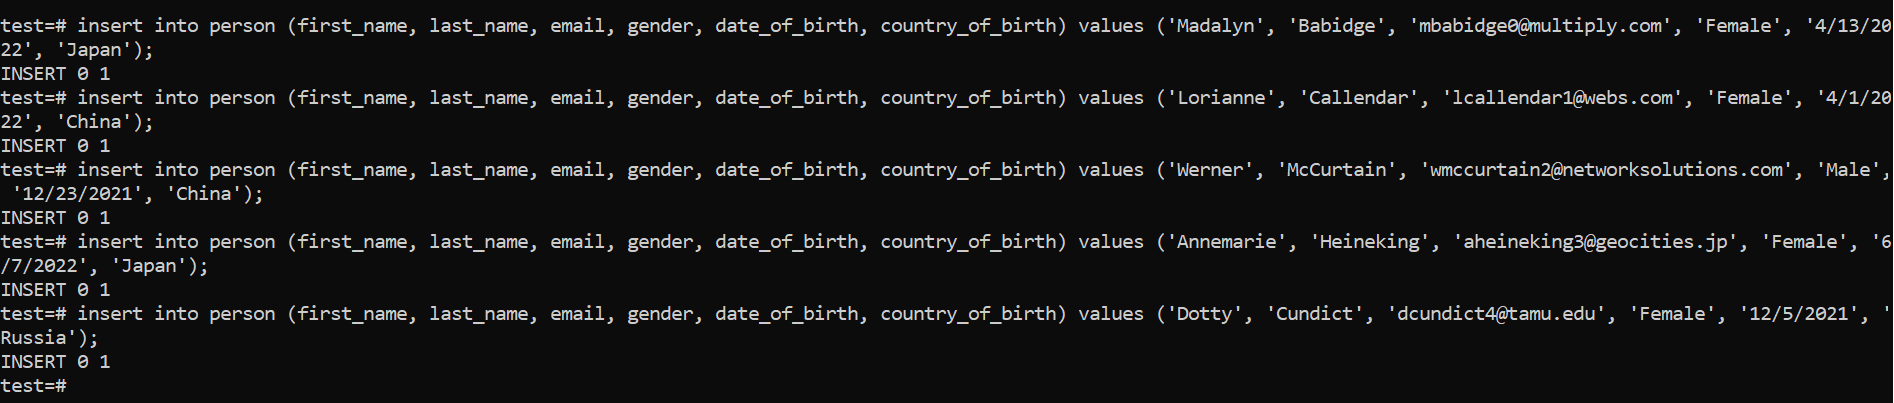 test=# insert into person (first_name, last_name, email, gender, date_of_birth, country_of_birth) values ('Madalyn', 'Babidge', 'mbabidge0@multiply.com', 'Female', '4/13/20
22', 'Japan');
INSERT 0 1
test=# insert into person (first_name, last_name, email, gender, date_of_birth, country_of_birth) values ('Lorianne', 'Callendar', 'lcallendar1@webs.com', 'Female', '4/1/20
22', 'China');
INSERT 0 1
test=# insert into person (first_name, last_name, email, gender, date_of_birth, country_of_birth) values ('Werner', 'McCurtain', 'wmccurtain2@networksolutions.com', 'Male',
 '12/23/2021', 'China');
INSERT 0 1
test=# insert into person (first_name, last_name, email, gender, date_of_birth, country_of_birth) values ('Annemarie', 'Heineking', 'aheineking3@geocities.jp', 'Female', '6
/7/2022', 'Japan');
INSERT 0 1
test=# insert into person (first_name, last_name, email, gender, date_of_birth, country_of_birth) values ('Dotty', 'Cundict', 'dcundict4@tamu.edu', 'Female', '12/5/2021', '
Russia');
INSERT 0 1
test=#